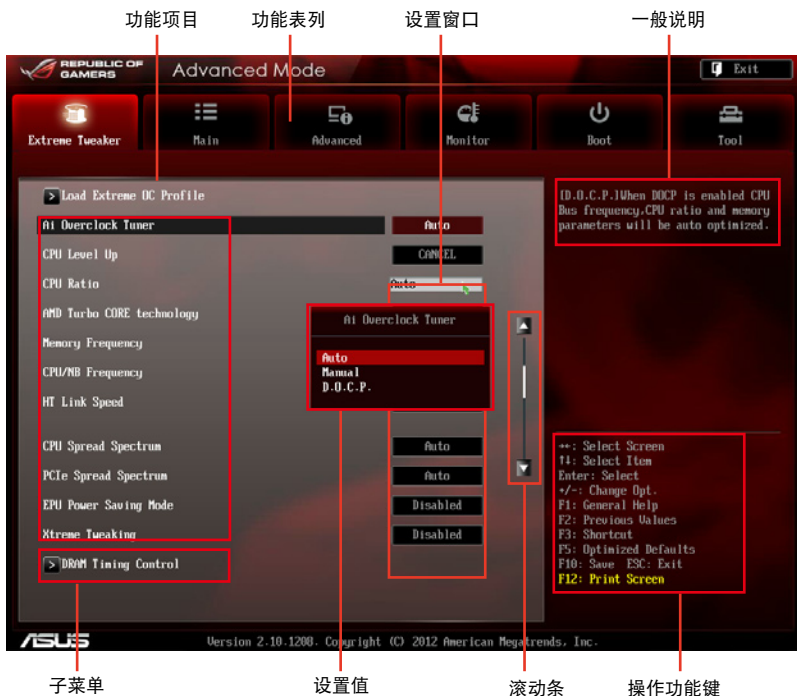 功能项目 功能表列 设置窗口 一般说明
REPUBLIC OF
GAMERS
Advanced Mode
Exit
Extreme Tweaker Main Advanced Monitor Boot Tool
Load Extreme OC Profile
Ai Overclock Tuner Auto
CPU Level Up CANCEL
CPU Ratio Auto
AMD Turbo CORE technology
Memory Frequency
CPU/NB Frequency
HT Link Speed
CPU Spread Spectrum Auto
PCIe Spread Spectrum Auto
EPU Power Saving Mode Disabled
Xtreme Tweaking Disabled
DRAM Timing Control
Ai Overclock Tuner
Auto
Manual
D.O.C.P.
[D.O.C.P.]When DOCP is enabled CPU
Bus frequency,CPU ratio and memory
parameters will be auto optimized.
→←: Select Screen
↑↓: Select Item
Enter: Select
+/-: Change Opt.
F1: General Help
F2: Previous Values
F3: Shortcut
F5: Optimized Defaults
F10: Save ESC: Exit
F12: Print Screen
ASUS
Version 2.10.1208. Copyright (C) 2012 American Megatrends, Inc.
子菜单 设置值 滚动条 操作功能键